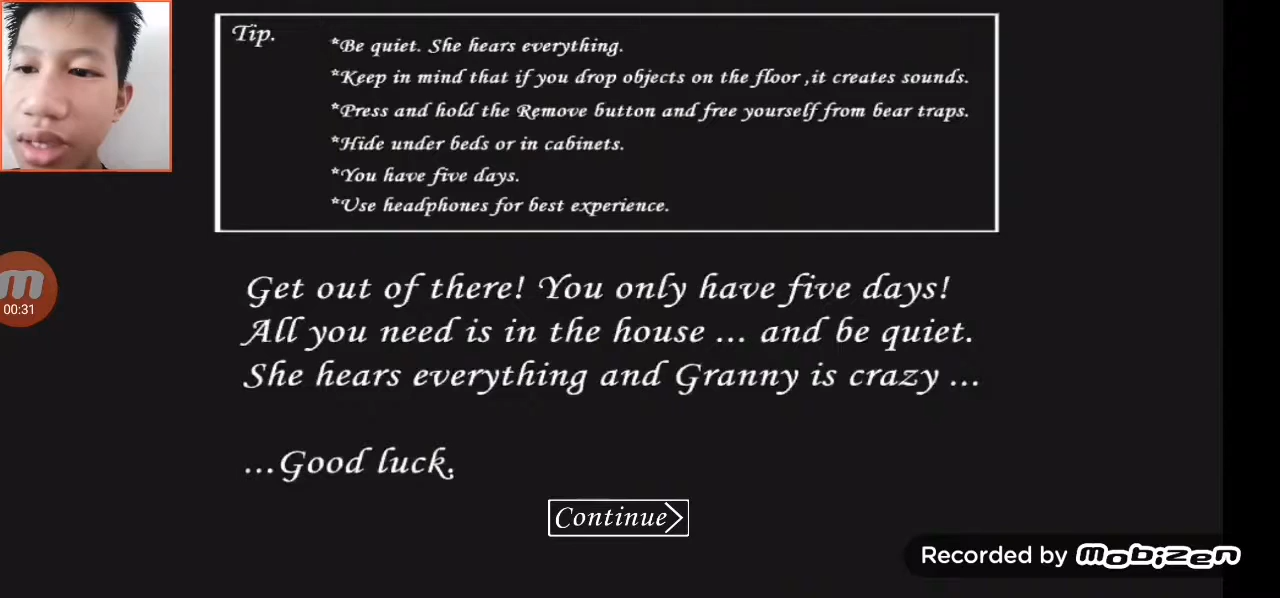 Tip.
*Be quiet. She hears everything.
*Keep in mind that if you drop objects on the floor ,it creates sounds.
*Press and hold the Remove button and free yourself from bear traps.
*Hide under beds or in cabinets.
*You have five days.
*Use headphones for best experience.
00:31
Get out of there! You only have five days!
All you need is in the house ... and be quiet.
She hears everything and Granny is crazy ...
...Good luck.
Continue
Recorded by mobizen